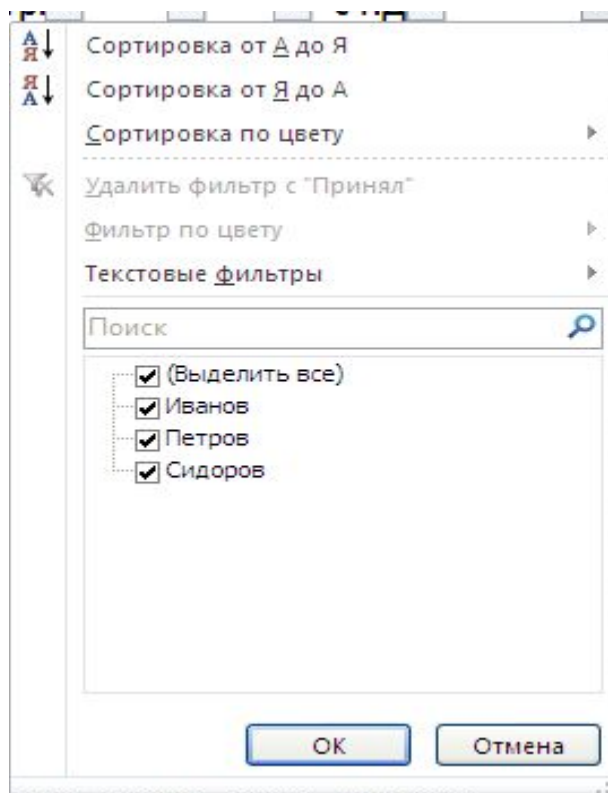 Сортировка от А до Я
Сортировка от Я до А
Сортировка по цвету
Удалить фильтр с "Принял"
Фильтр по цвету
Текстовые фильтры
Поиск
(Выделить все)
Иванов
Петров
Сидоров
ОК
Отмена